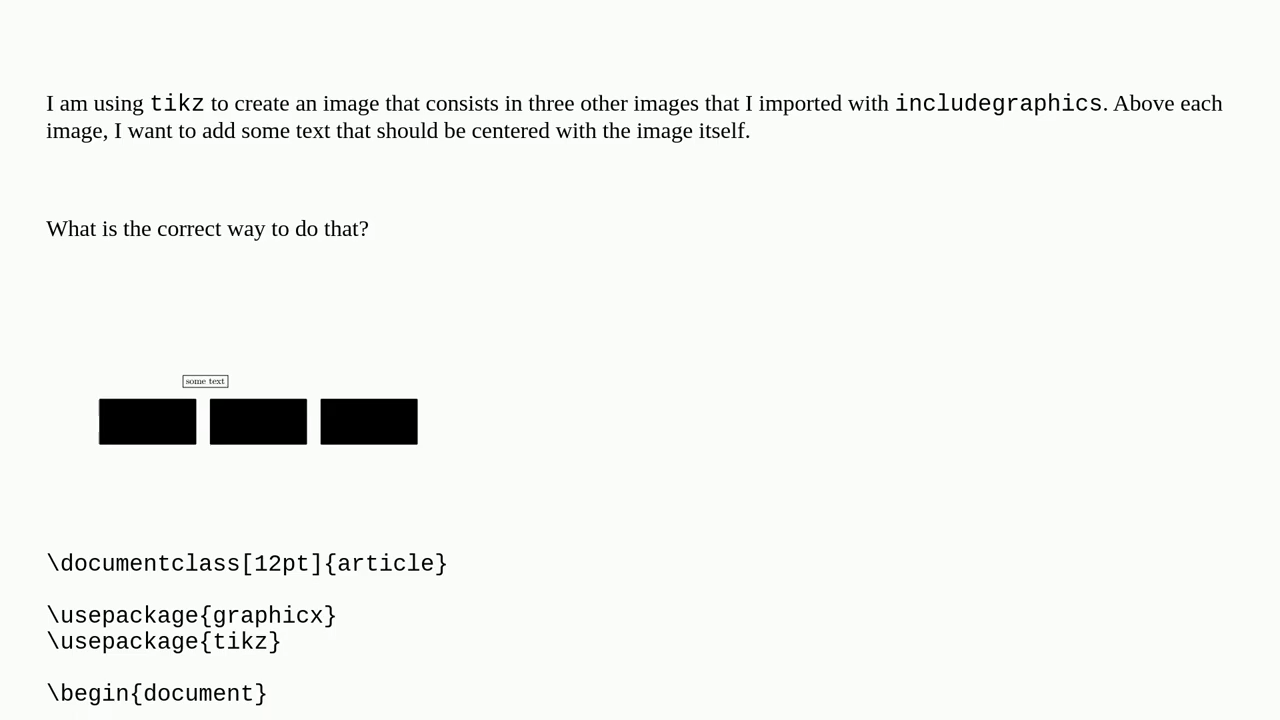 I am using tikz to create an image that consists in three other images that I imported with includegraphics. Above each
image, I want to add some text that should be centered with the image itself.
What is the correct way to do that?
some text
\documentclass[12pt]{article}
\usepackage{graphicx}
\usepackage{tikz}
\begin{document}